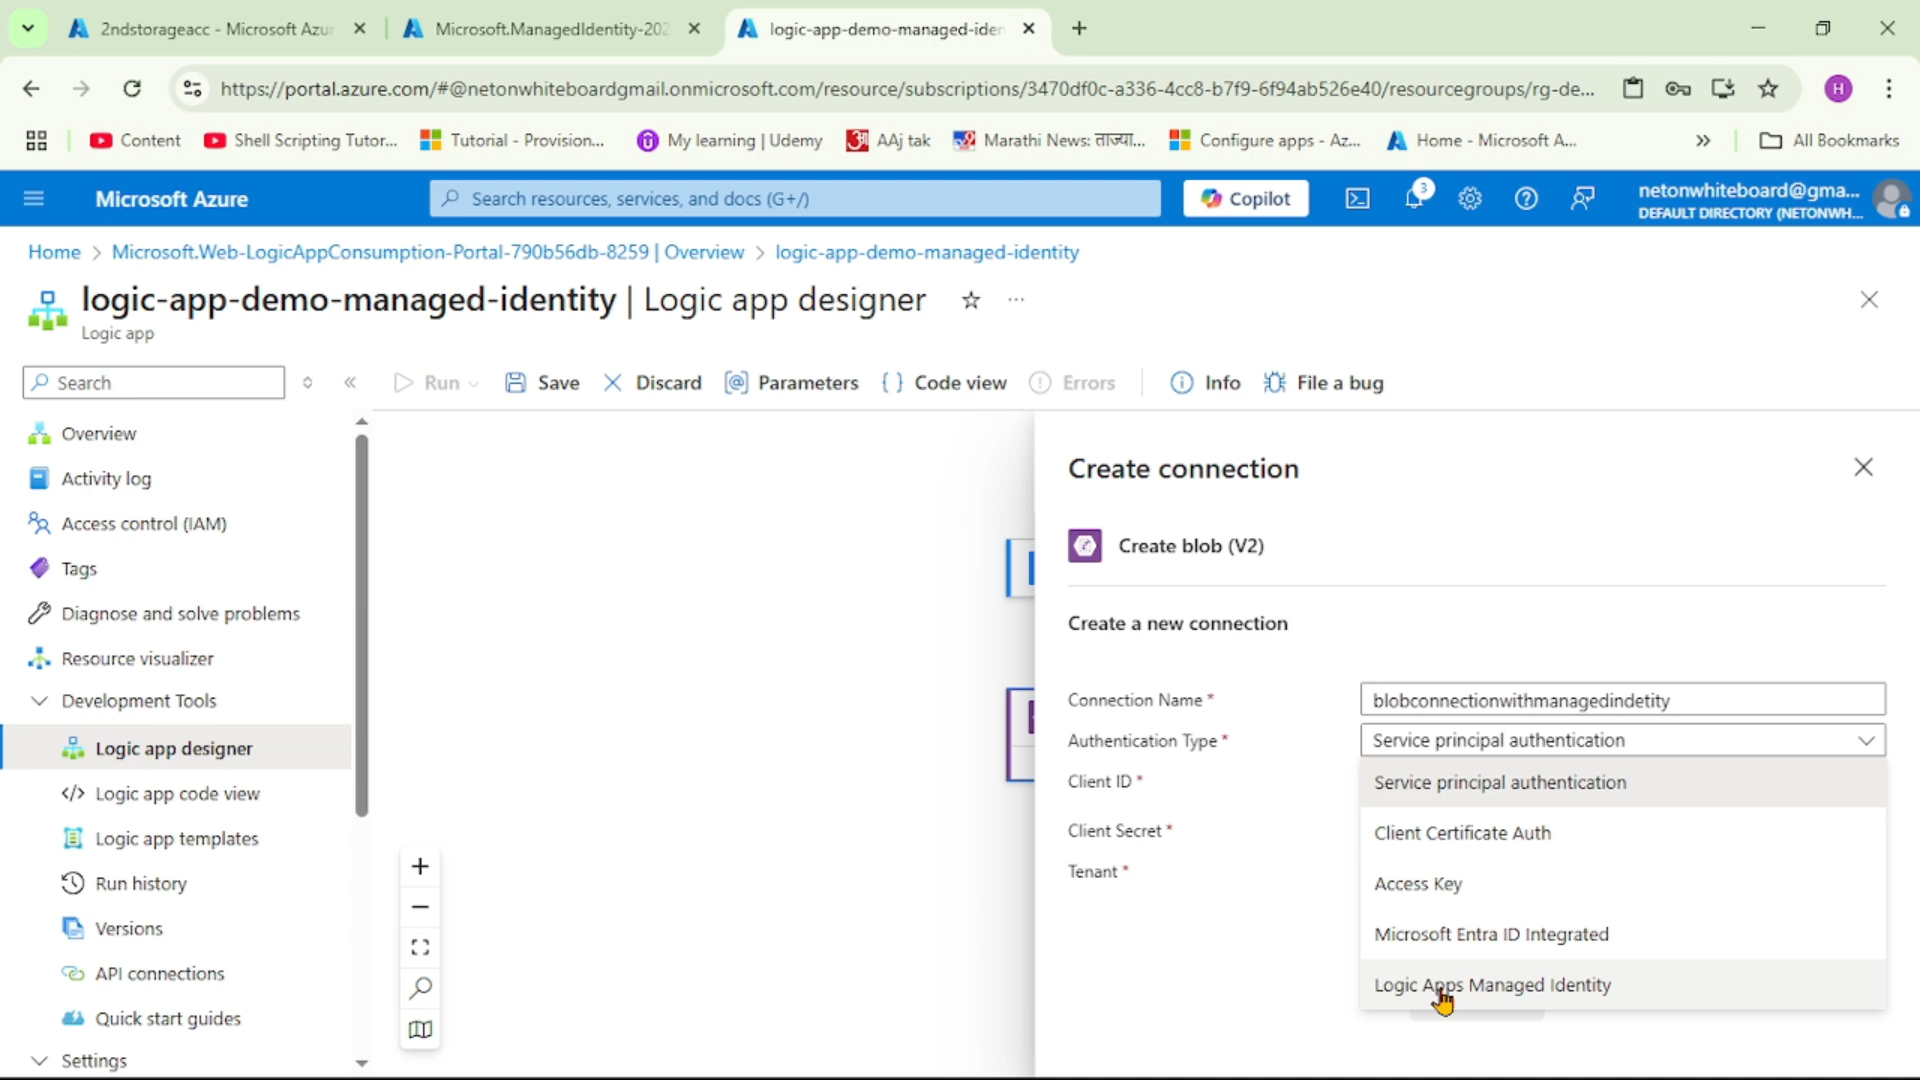 2ndstorageacc - Microsoft Azur
Microsoft.ManagedIdentity-202
logic-app-demo-managed-iden
https://portal.azure.com/#@netonwhiteboardgmail.onmicrosoft.com/resource/subscriptions/3470df0c-a336-4cc8-b7f9-6f94ab526e40/resourcegroups/rg-de...
H
Content
Shell Scripting Tutor...
Tutorial - Provision...
My learning | Udemy
AAj tak
Marathi News: ताज्या...
Configure apps - Az...
Home - Microsoft A...
All Bookmarks
Microsoft Azure
Search resources, services, and docs (G+/)
Copilot
3
netonwhiteboard@gma...
DEFAULT DIRECTORY (NETONWH...
Home > Microsoft.Web-LogicAppConsumption-Portal-790b56db-8259 | Overview > logic-app-demo-managed-identity
logic-app-demo-managed-identity | Logic app designer
Logic app
Search
Run
Save
Discard
Parameters
Code view
Errors
Info
File a bug
Overview
Activity log
Access control (IAM)
Tags
Diagnose and solve problems
Resource visualizer
Development Tools
Logic app designer
Logic app code view
Logic app templates
Run history
Versions
API connections
Quick start guides
Settings
Create connection
Create blob (V2)
Create a new connection
Connection Name *
blobconnectionwithmanagedindetity
Authentication Type *
Service principal authentication
Client ID *
Client Secret *
Tenant *
Service principal authentication
Client Certificate Auth
Access Key
Microsoft Entra ID Integrated
Logic Apps Managed Identity